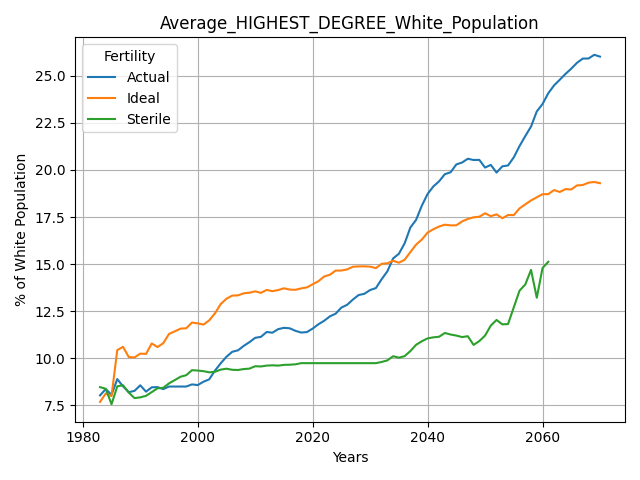 Average_HIGHEST_DEGREE_White_Population
Fertility
Actual
Ideal
Sterile
% of White Population
25.0
22.5
20.0
17.5
15.0
12.5
10.0
7.5
1980
2000
2020
2040
2060
Years